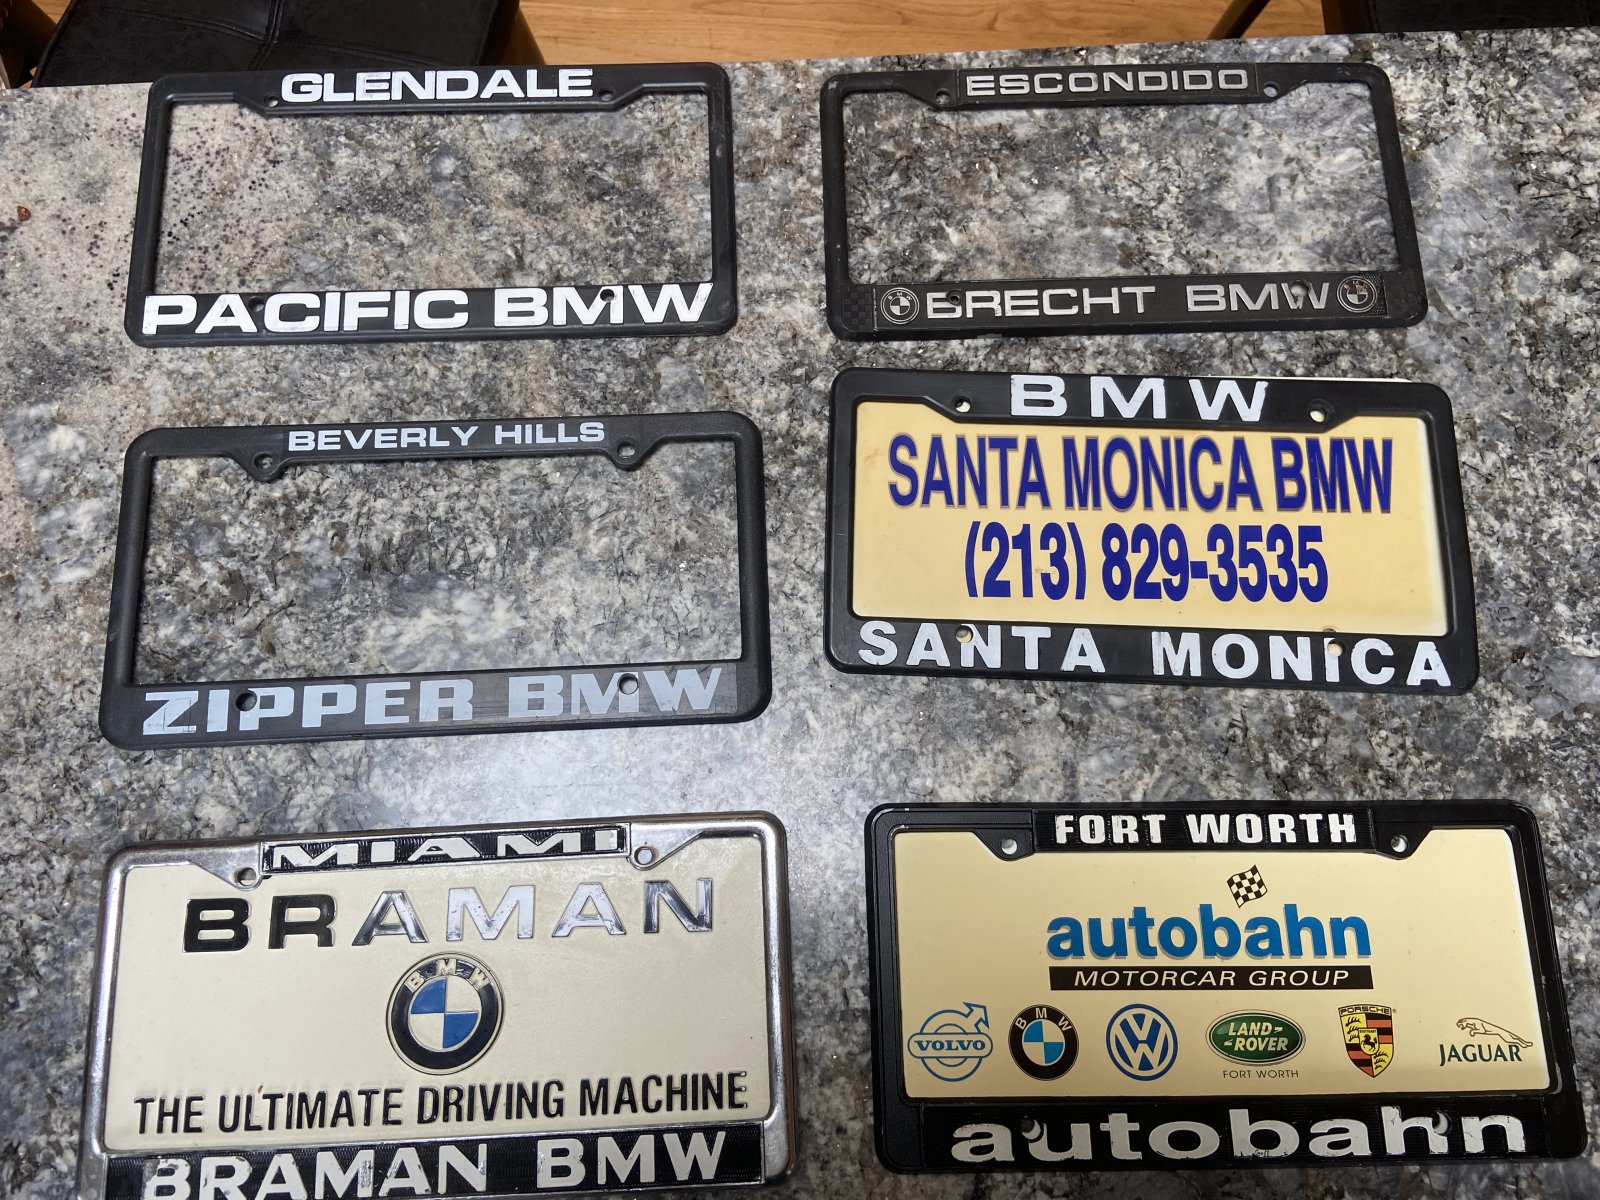 GLENDALE
PACIFIC BMW
ESCONDIDO
BMW BRECHT BMW BMW
BEVERLY HILLS
ZIPPER BMW
BMW
SANTA MONICA BMW
(213) 829-3535
SANTA MONICA
MIAMI
BRAMAN
BMW
THE ULTIMATE DRIVING MACHINE
BRAMAN BMW
FORT WORTH
autobahn
MOTORCAR GROUP
VOLVO
BMW
LAND-
ROVER
FORT WORTH
PORSCHE
JAGUAR
autobahn